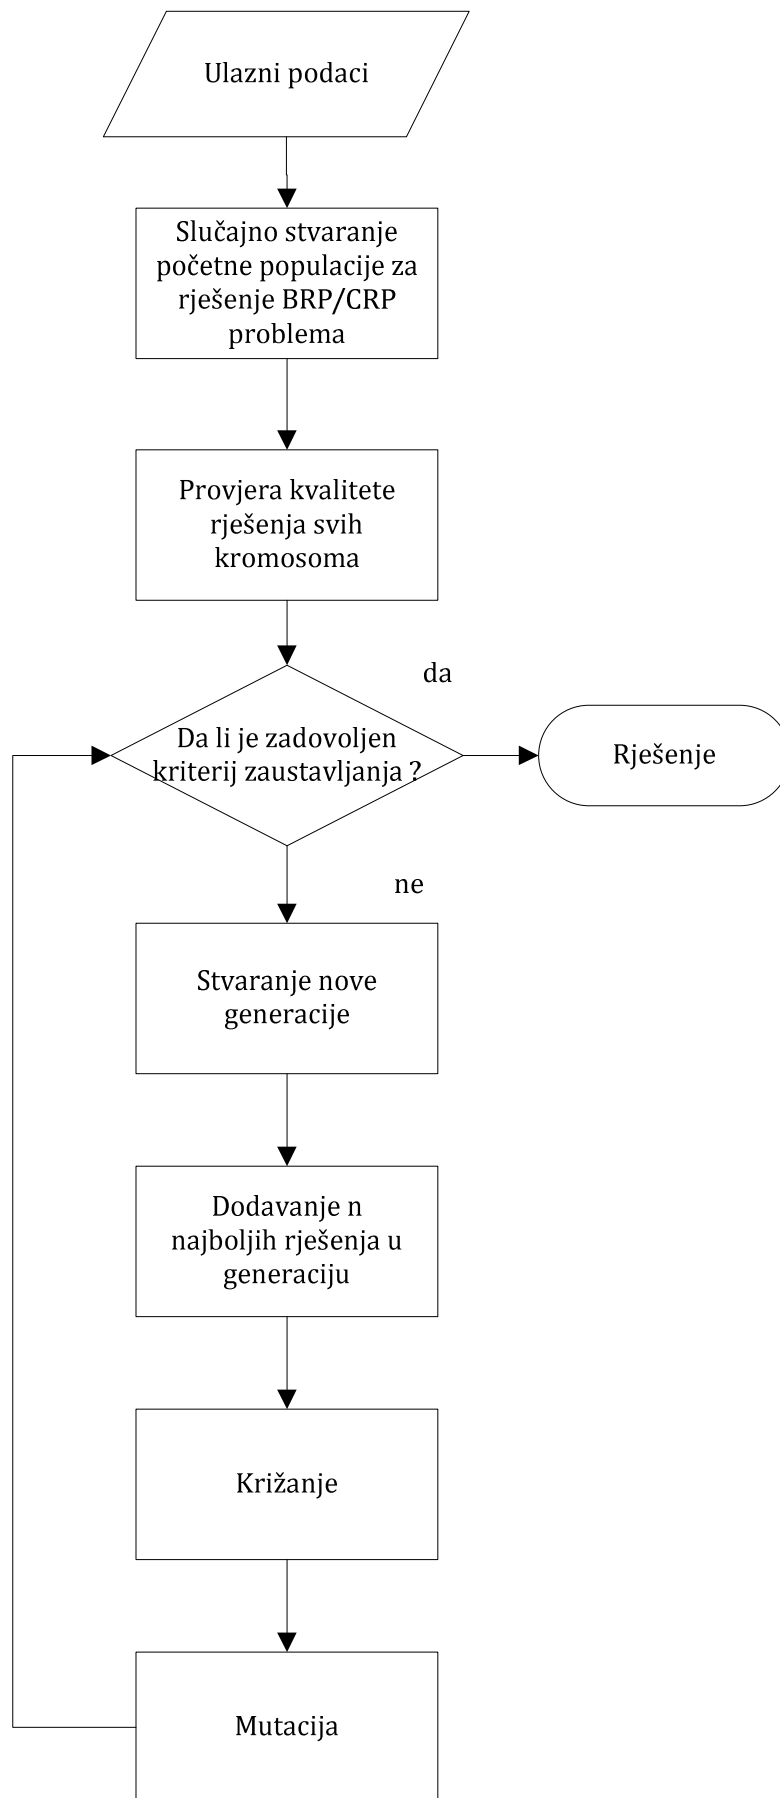 Ulazni podaci
Slučajno stvaranje
početne populacije za
rješenje BRP/CRP
problema
Provjera kvalitete
rješenja svih
kromosoma
da
Da li je zadovoljen
kriterij zaustavljanja ?
Rješenje
ne
Stvaranje nove
generacije
Dodavanje n
najboljih rješenja u
generaciju
Križanje
Mutacija